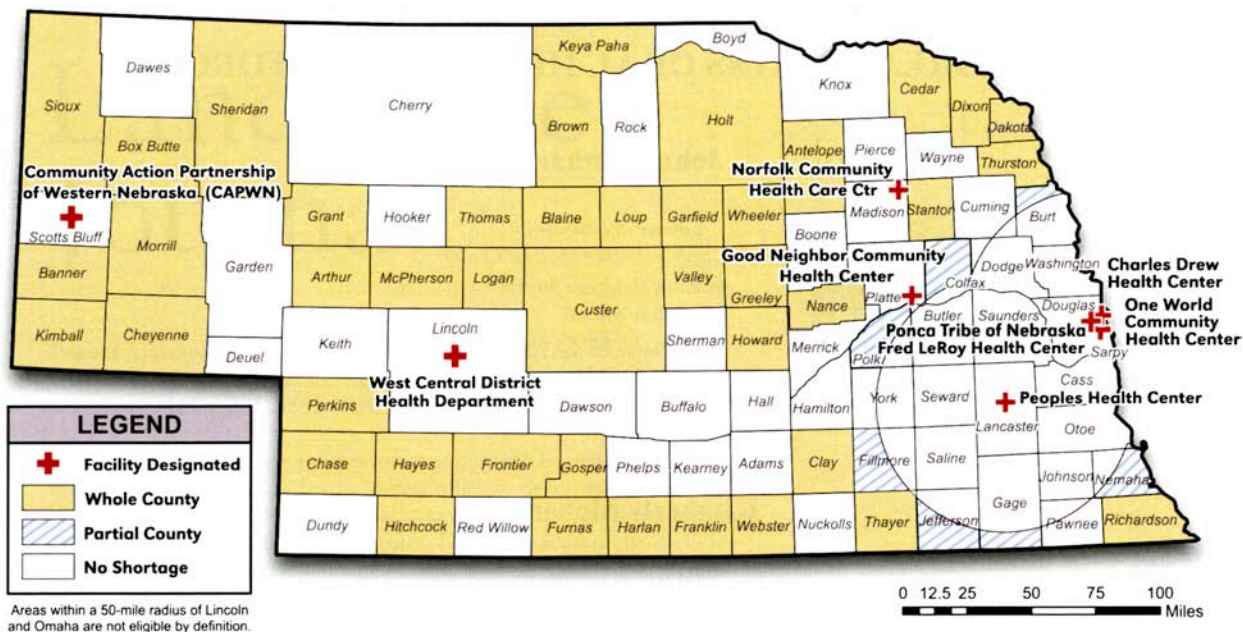 Boyd
Keya Paha
Knox
Dawes
Cedar
Sioux
Sheridan
Cherry
Dixon
Brown
Rock
Holt
Dakota
Box Butte
Antelope
Pierce
Wayne
Thurston
Community Action Partnership
of Western Nebraska (CAPWN)
Norfolk Community
Health Care Ctr
Grant
Hooker
Thomas
Blaine
Loup
Garfield
Wheeler
Madison
Stanton
Cuming
Burt
Scotts Bluff
Morrill
Garden
Boone
Banner
Arthur
McPherson
Logan
Valley
Greeley
Good Neighbor Community
Health Center
Dodge
Washington
Colfax
Platte
Nance
Charles Drew
Health Center
Custer
Douglas
One World
Community
Health Center
Kimball
Cheyenne
Deuel
Keith
Lincoln
Sherman
Howard
Merrick
Polk
Butler
Saunders
Ponca Tribe of Nebraska
Fred LeRoy Health Center
Sarpy
West Central District
Health Department
Cass
Peoples Health Center
Perkins
Dawson
Buffalo
Hall
Hamilton
York
Seward
Lancaster
Otoe
LEGEND
Facility Designated
Whole County
Partial County
No Shortage
Chase
Hayes
Frontier
Gosper
Phelps
Kearney
Adams
Clay
Fillmore
Saline
Johnson
Nemaha
Gage
Dundy
Hitchcock
Red Willow
Furnas
Harlan
Franklin
Webster
Nuckolls
Thayer
Jefferson
Pawnee
Richardson
Areas within a 50-mile radius of Lincoln
and Omaha are not eligible by definition.
0 12.5 25 50 75 100
Miles